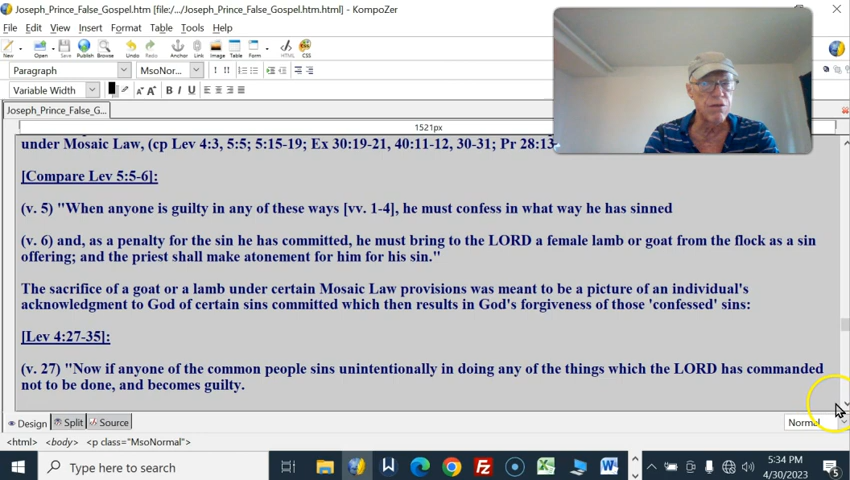 Joseph_Prince_False_Gospel.htm [file:/.../Joseph_Prince_False_Gospel.htm.html] - KompoZer
File Edit View Insert Format Table Tools Help
New Open Save Publish Browse Undo Redo Anchor Link Image Table Form HTML CSS
Paragraph MsoNor...
Variable Width A A B I U
Joseph_Prince_False_G...
1521px
under Mosaic Law, (cp Lev 4:3, 5:5; 5:15-19; Ex 30:19-21, 40:11-12, 30-31; Pr 28:13
[Compare Lev 5:5-6]:
(v. 5) "When anyone is guilty in any of these ways [vv. 1-4], he must confess in what way he has sinned
(v. 6) and, as a penalty for the sin he has committed, he must bring to the LORD a female lamb or goat from the flock as a sin
offering; and the priest shall make atonement for him for his sin."
The sacrifice of a goat or a lamb under certain Mosaic Law provisions was meant to be a picture of an individual's
acknowledgment to God of certain sins committed which then results in God's forgiveness of those 'confessed' sins:
[Lev 4:27-35]:
(v. 27) "Now if anyone of the common people sins unintentionally in doing any of the things which the LORD has commanded
not to be done, and becomes guilty.
Design Split Source
Normal
<html> <body> <p class="MsoNormal">
Type here to search
5:34 PM
4/30/2023
5